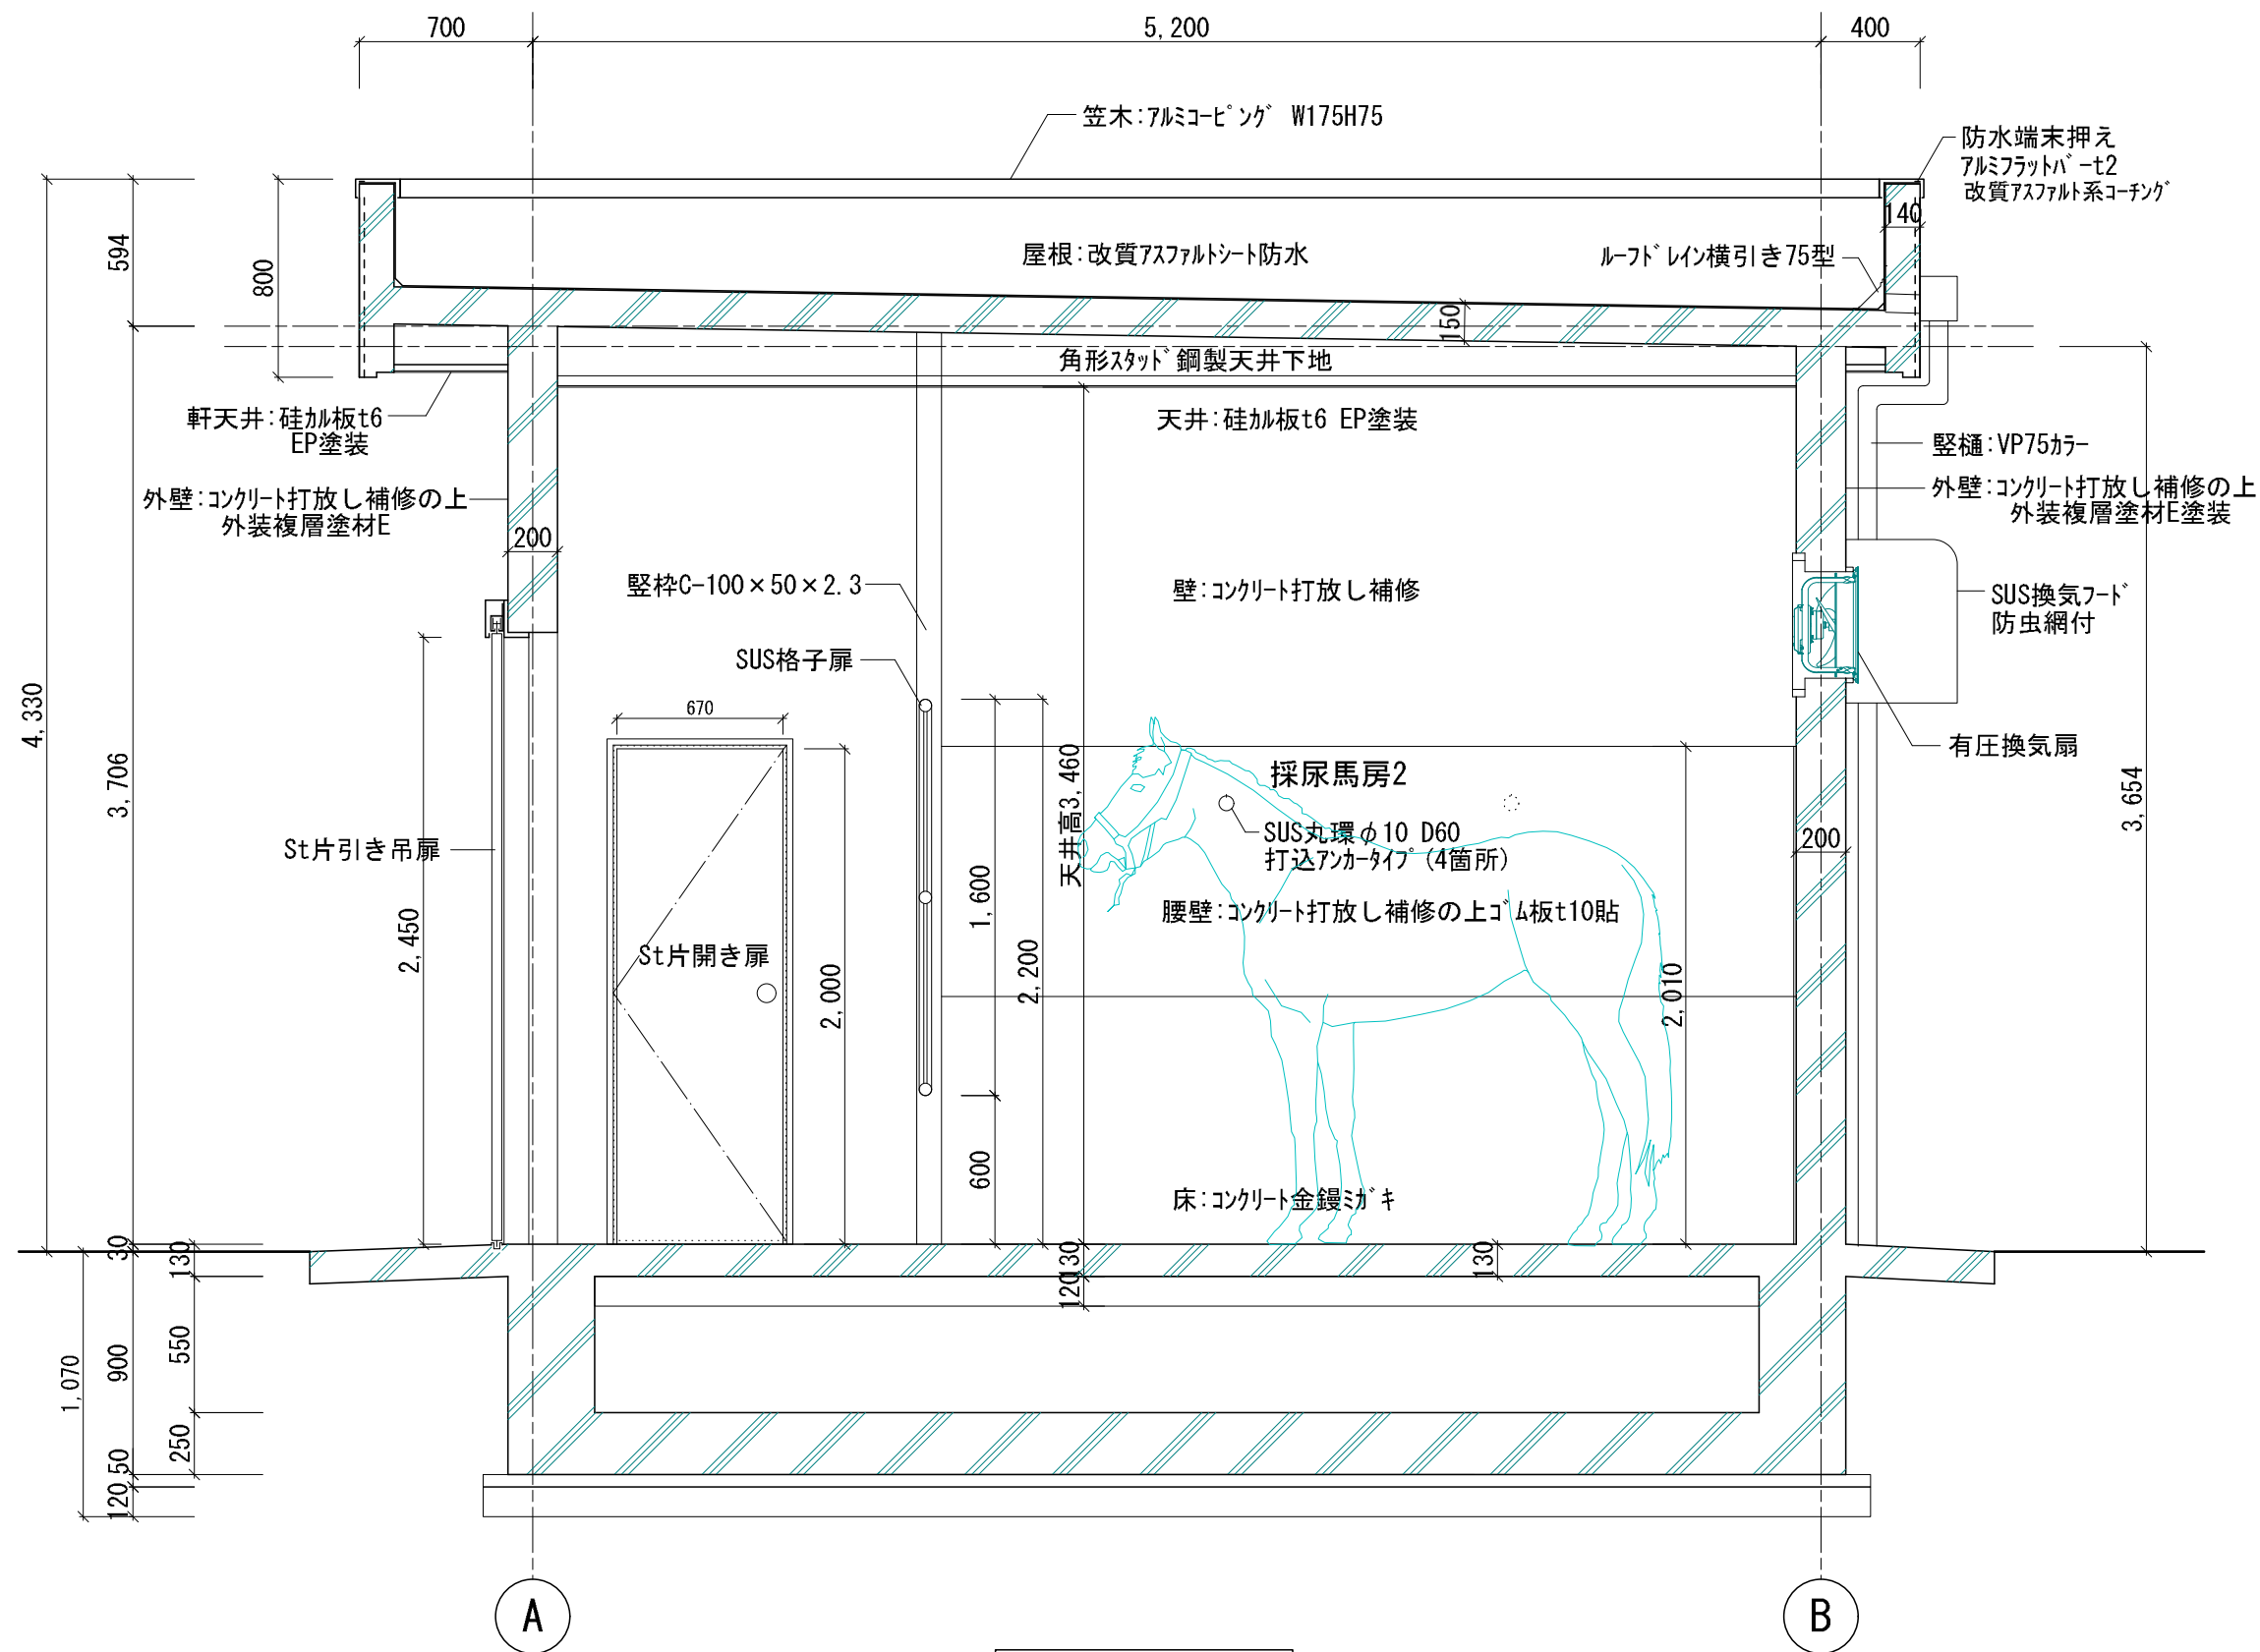 700
5,200
400
笠木:アルミコーピング W175H75
防水端末押え
アルミフラットバーt2
改質アスファルト系コーチング
140
594
800
屋根:改質アスファルトシート防水
ルーフドレイン横引き75型
150
角形スタッド鋼製天井下地
軒天井:硅カル板t6
EP塗装
天井:硅カル板t6 EP塗装
竪樋:VP75カラー
外壁:コンクリート打放し補修の上
外装複層塗材E
外壁:コンクリート打放し補修の上
外装複層塗材E塗装
200
竪枠C-100×50×2.3
壁:コンクリート打放し補修
SUS換気フード
防虫網付
SUS格子扉
4,330
3,706
670
天井高3,460
採尿馬房2
有圧換気扇
3,654
St片引き吊扉
SUS丸環φ10 D60
打込アンカータイプ(4箇所)
200
1,600
腰壁:コンクリート打放し補修の上ゴム板t10貼
2,450
St片開き扉
2,000
2,200
2,010
600
床:コンクリート金鏝ミガキ
30
130
130
120
130
1,070
900
550
250
50
120
A
B